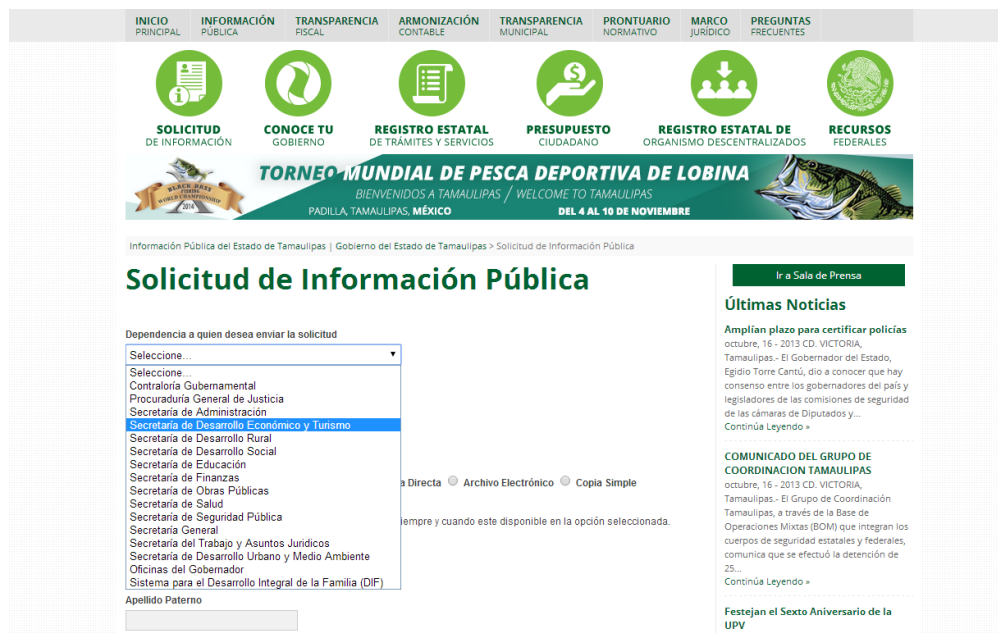 INICIO
PRINCIPAL
INFORMACIÓN
PÚBLICA
TRANSPARENCIA
FISCAL
ARMONIZACIÓN
CONTABLE
TRANSPARENCIA
MUNICIPAL
PRONTUARIO
NORMATIVO
MARCO
JURÍDICO
PREGUNTAS
FRECUENTES
SOLICITUD
DE INFORMACIÓN
CONOCE TU
GOBIERNO
REGISTRO ESTATAL
DE TRÁMITES Y SERVICIOS
PRESUPUESTO
CIUDADANO
REGISTRO ESTATAL DE
ORGANISMO DESCENTRALIZADOS
RECURSOS
FEDERALES
BLACK BASS
FISHING
WORLD CHAMPIONSHIP
2014
TORNEO MUNDIAL DE PESCA DEPORTIVA DE LOBINA
BIENVENIDOS A TAMAULIPAS / WELCOME TO TAMAULIPAS
PADILLA, TAMAULIPAS, MÉXICO DEL 4 AL 10 DE NOVIEMBRE
Información Pública del Estado de Tamaulipas | Gobierno del Estado de Tamaulipas > Solicitud de Información Pública
Solicitud de Información Pública
Dependencia a quien desea enviar la solicitud
Seleccione...
Seleccione...
Contraloría Gubernamental
Procuraduría General de Justicia
Secretaría de Administración
Secretaría de Desarrollo Económico y Turismo
Secretaría de Desarrollo Rural
Secretaría de Desarrollo Social
Secretaría de Educación
Secretaría de Finanzas
Secretaría de Obras Públicas
Secretaría de Salud
Secretaría de Seguridad Pública
Secretaría General
Secretaría del Trabajo y Asuntos Juridicos
Secretaría de Desarrollo Urbano y Medio Ambiente
Oficinas del Gobernador
Sistema para el Desarrollo Integral de la Familia (DIF)
a Directa Archivo Electrónico Copia Simple
iempre y cuando este disponible en la opción seleccionada.
Apellido Paterno
Ir a Sala de Prensa
Últimas Noticias
Amplían plazo para certificar policías
octubre, 16 - 2013 CD. VICTORIA,
Tamaulipas.- El Gobernador del Estado,
Egidio Torre Cantú, dio a conocer que hay
consenso entre los gobernadores del país y
legisladores de las comisiones de seguridad
de las cámaras de Diputados y...
Continúa Leyendo »
COMUNICADO DEL GRUPO DE
COORDINACION TAMAULIPAS
octubre, 16 - 2013 CD. VICTORIA,
Tamaulipas.- El Grupo de Coordinación
Tamaulipas, a través de la Base de
Operaciones Mixtas (BOM) que integran los
cuerpos de seguridad estatales y federales,
comunica que se efectuó la detención de
25...
Continúa Leyendo »
Festejan el Sexto Aniversario de la
UPV